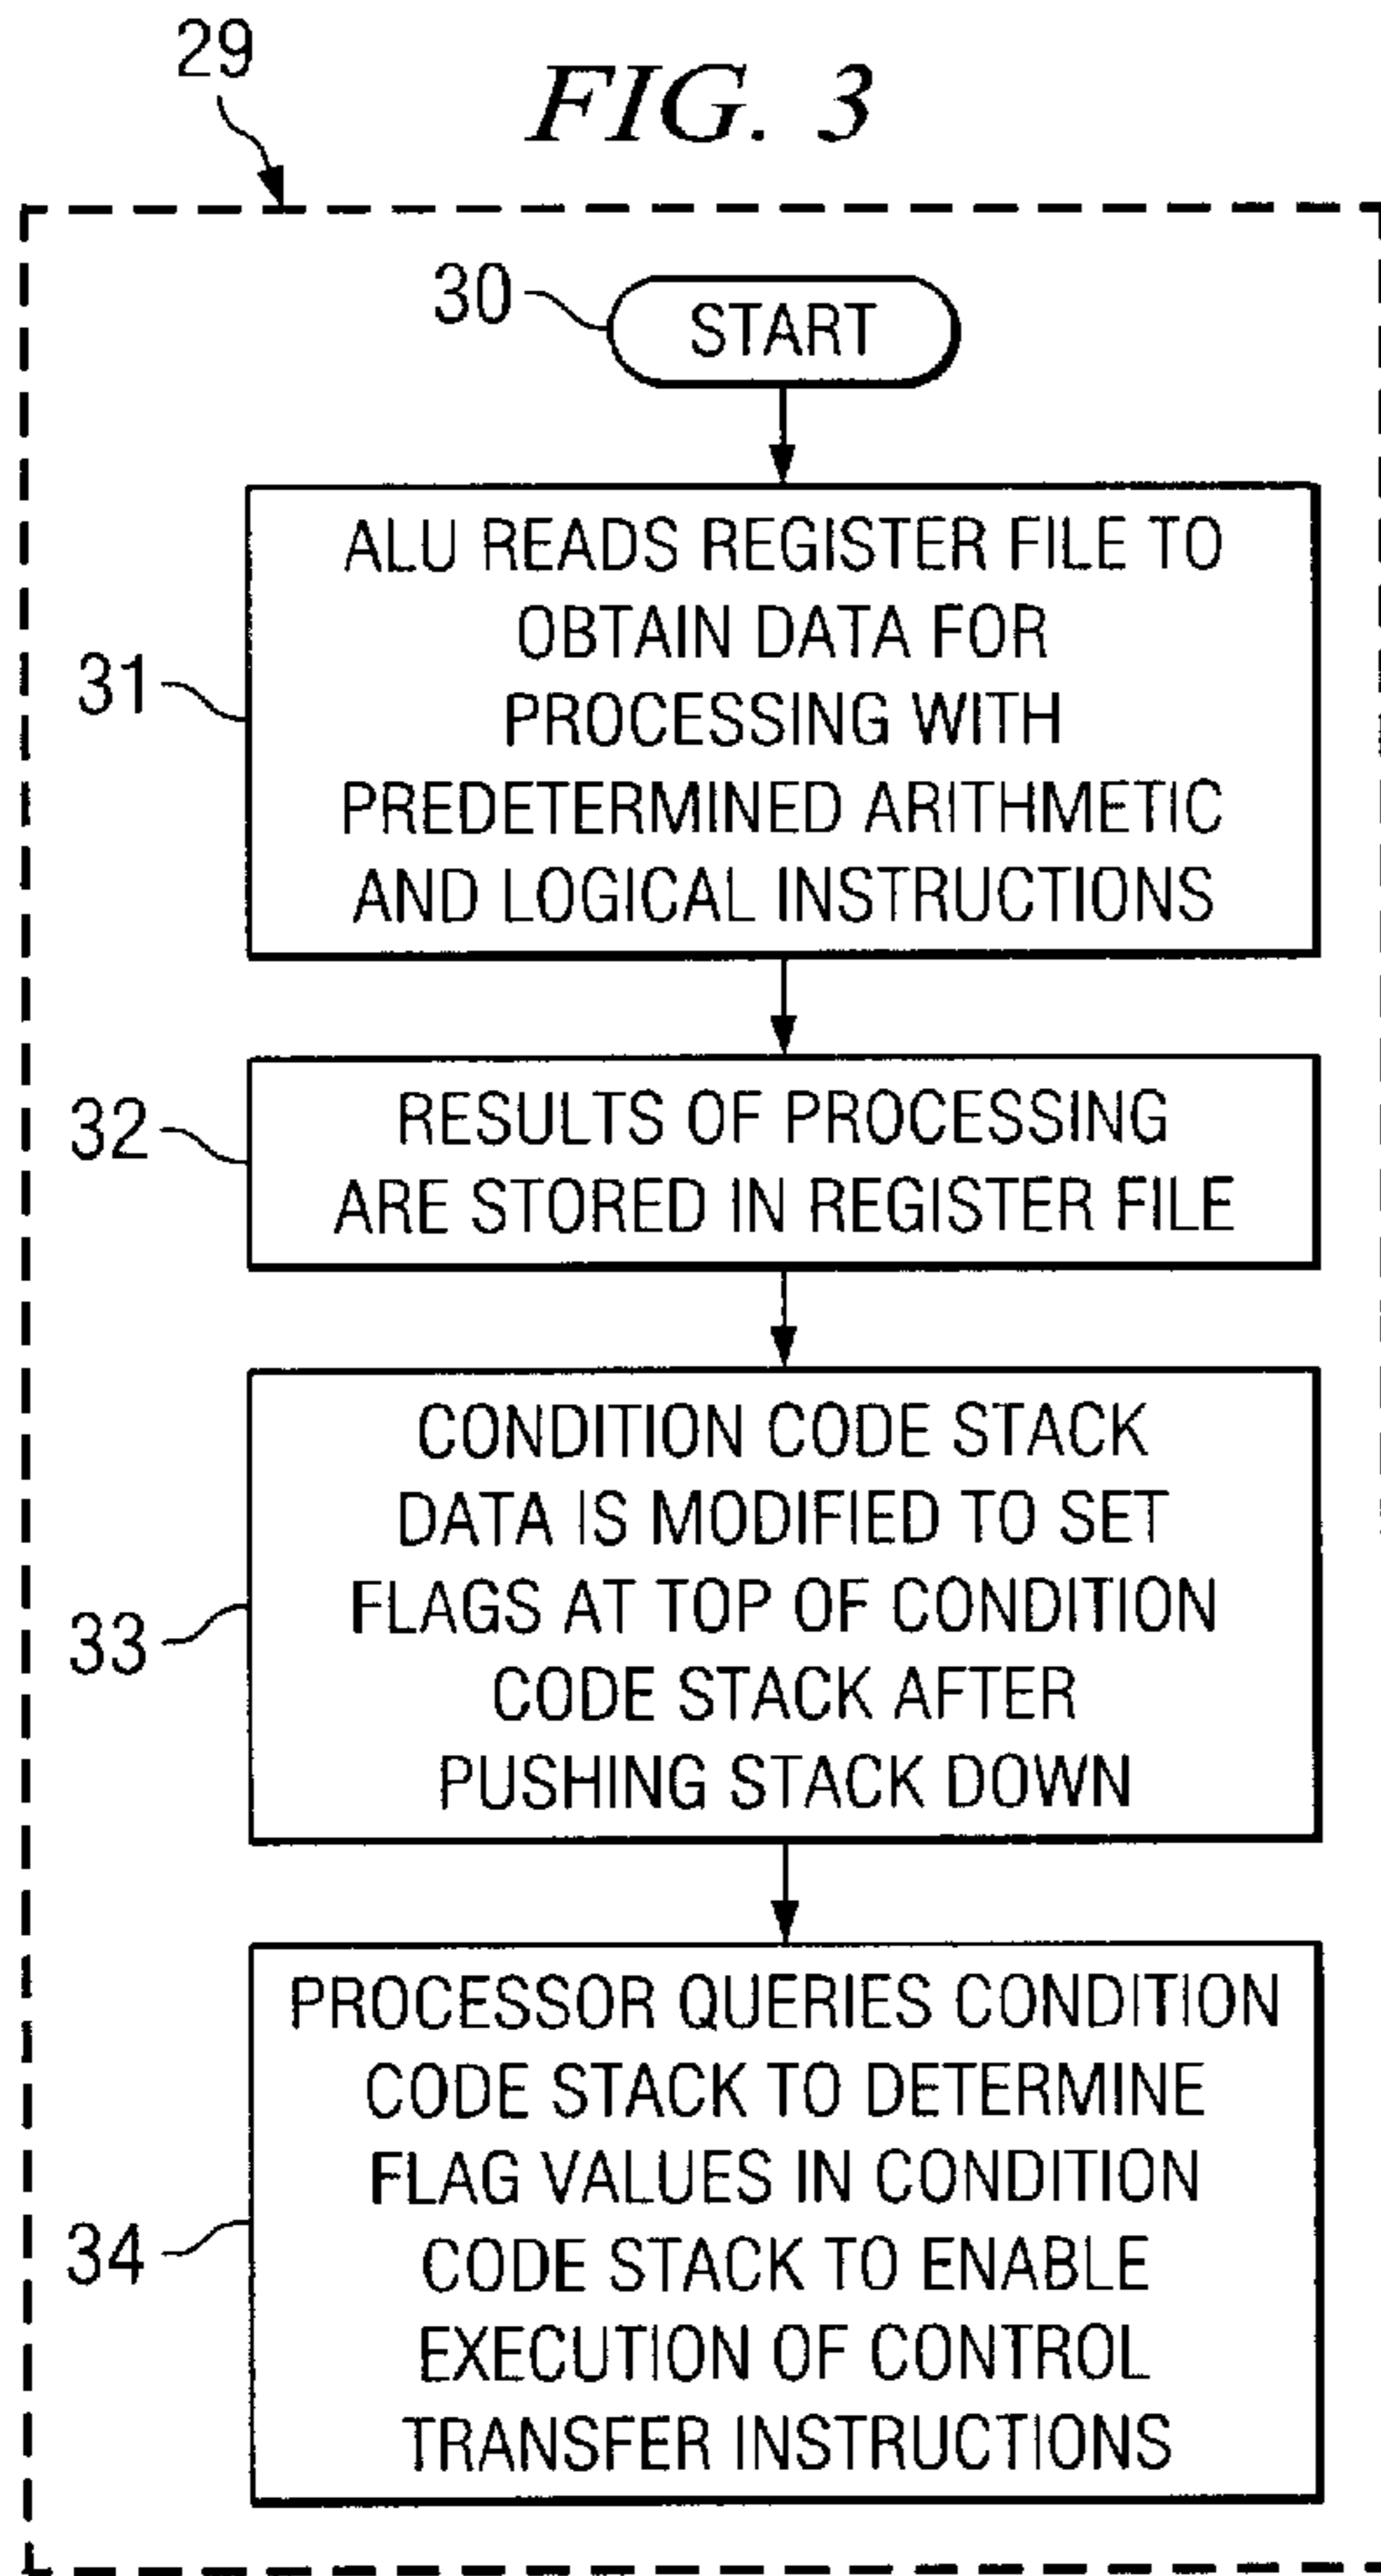 29
FIG. 3
30
START
31
ALU READS REGISTER FILE TO
OBTAIN DATA FOR
PROCESSING WITH
PREDETERMINED ARITHMETIC
AND LOGICAL INSTRUCTIONS
32
RESULTS OF PROCESSING
ARE STORED IN REGISTER FILE
33
CONDITION CODE STACK
DATA IS MODIFIED TO SET
FLAGS AT TOP OF CONDITION
CODE STACK AFTER
PUSHING STACK DOWN
34
PROCESSOR QUERIES CONDITION
CODE STACK TO DETERMINE
FLAG VALUES IN CONDITION
CODE STACK TO ENABLE
EXECUTION OF CONTROL
TRANSFER INSTRUCTIONS